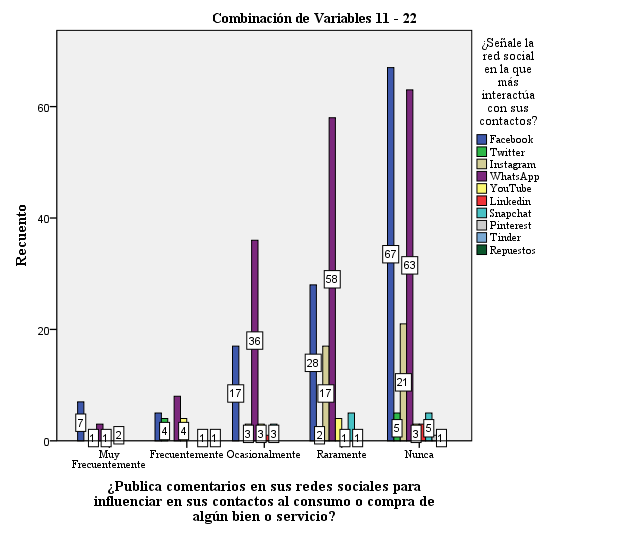 Combinación de Variables 11 - 22
¿Señale la
red social
en la que
más
interactúa
con sus
contactos?
Facebook
Twitter
Instagram
WhatsApp
YouTube
Linkedin
Snapchat
Pinterest
Tinder
Repuestos
Recuento
60
40
20
0
7
1
1
2
4
4
1
1
17
3
36
3
3
28
2
17
58
1
1
67
5
21
63
3
5
1
Muy
Frecuentemente
Frecuentemente
Ocasionalmente
Raramente
Nunca
¿Publica comentarios en sus redes sociales para
influenciar en sus contactos al consumo o compra de
algún bien o servicio?